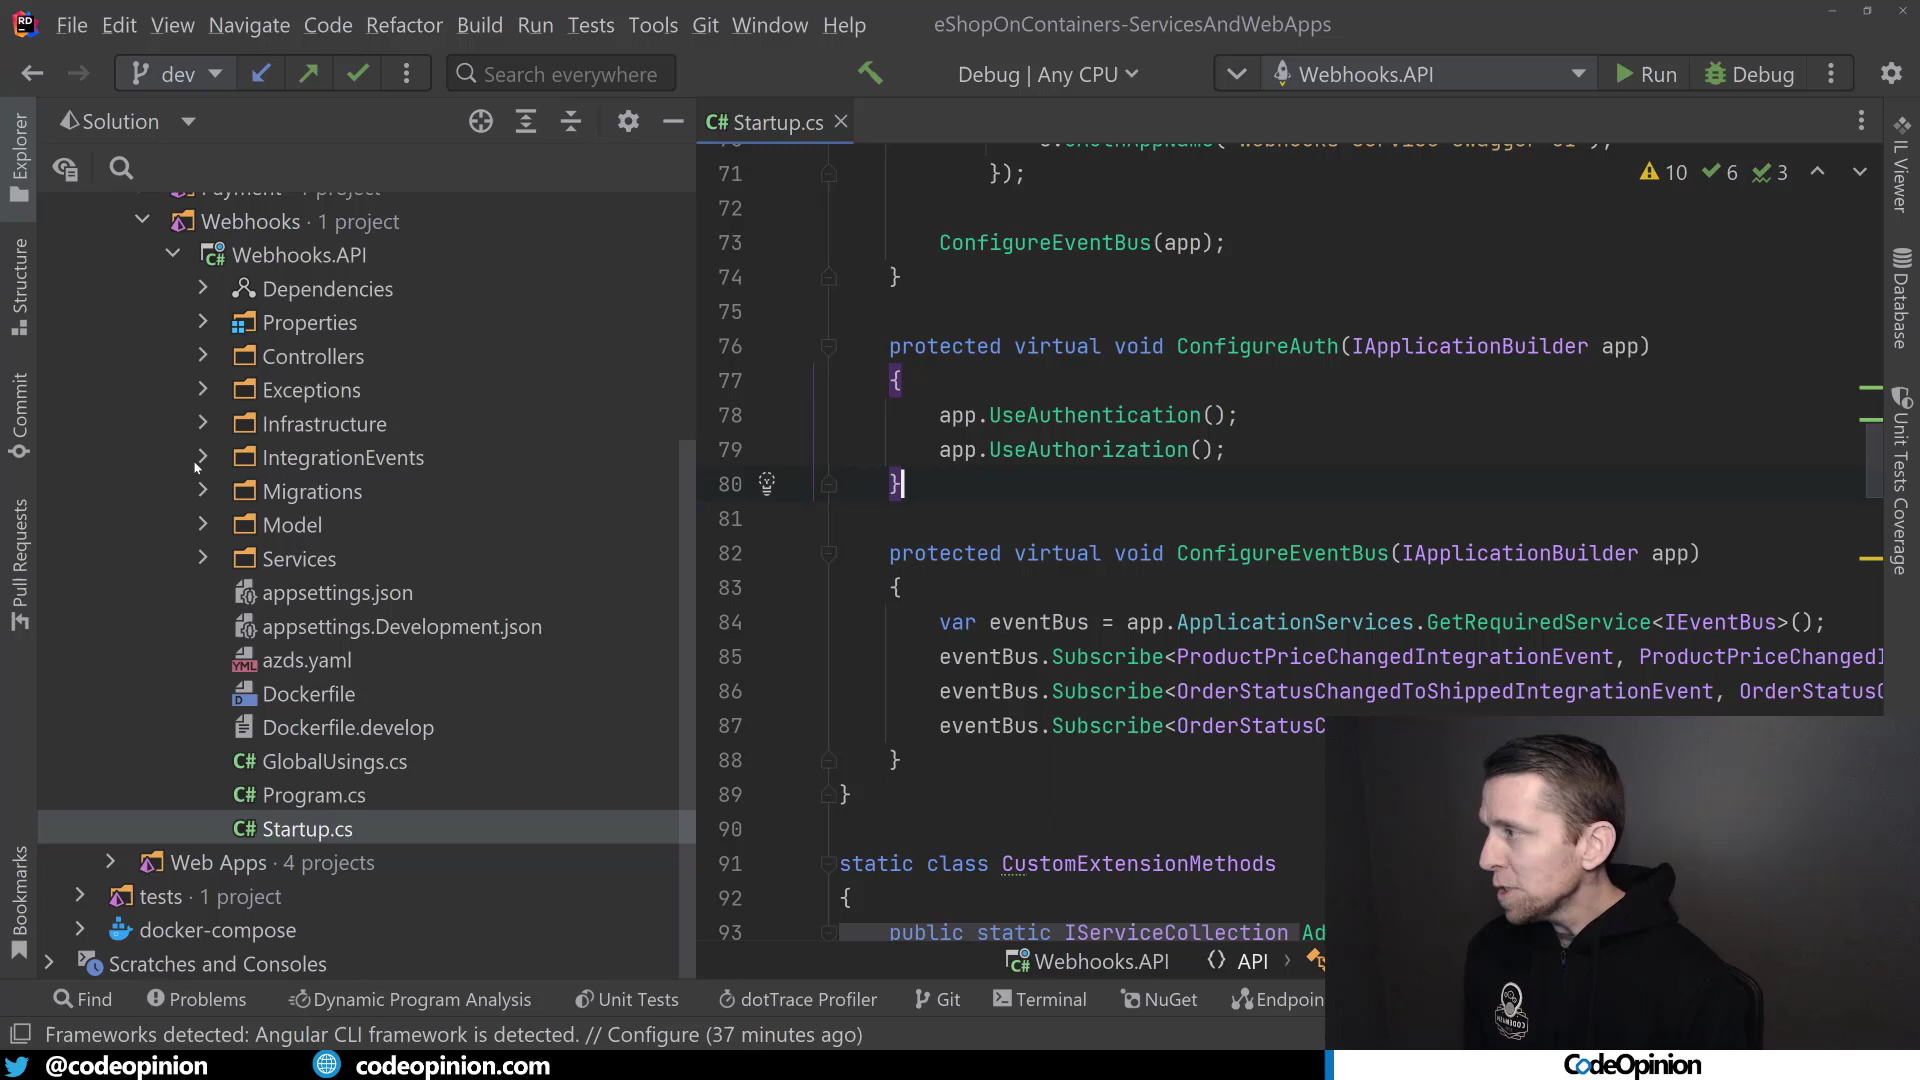 File Edit View Navigate Code Refactor Build Run Tests Tools Git Window Help eShopOnContainers-ServicesAndWebApps
dev Search everywhere Debug | Any CPU Webhooks.API Run Debug
Solution
Startup.cs
Explorer
Structure
Commit
Pull Requests
Bookmarks
Webhooks · 1 project
Webhooks.API
Dependencies
Properties
Controllers
Exceptions
Infrastructure
IntegrationEvents
Migrations
Model
Services
appsettings.json
appsettings.Development.json
azds.yaml
Dockerfile
Dockerfile.develop
GlobalUsings.cs
Program.cs
Startup.cs
Web Apps · 4 projects
tests · 1 project
docker-compose
Scratches and Consoles
10 6 3
71 });
72
73 ConfigureEventBus(app);
74 }
75
76 protected virtual void ConfigureAuth(IApplicationBuilder app)
77 {
78 app.UseAuthentication();
79 app.UseAuthorization();
80 }
81
82 protected virtual void ConfigureEventBus(IApplicationBuilder app)
83 {
84 var eventBus = app.ApplicationServices.GetRequiredService<IEventBus>();
85 eventBus.Subscribe<ProductPriceChangedIntegrationEvent, ProductPriceChangedI
86 eventBus.Subscribe<OrderStatusChangedToShippedIntegrationEvent, OrderStatusC
87 eventBus.Subscribe<OrderStatusC
88 }
89 }
90
91 static class CustomExtensionMethods
92 {
93 public static IServiceCollection Ad
Webhooks.API API
IL Viewer
Database
Unit Tests Coverage
Find Problems Dynamic Program Analysis Unit Tests dotTrace Profiler Git Terminal NuGet Endpoin
Frameworks detected: Angular CLI framework is detected. // Configure (37 minutes ago)
@codeopinion codeopinion.com CodeOpinion